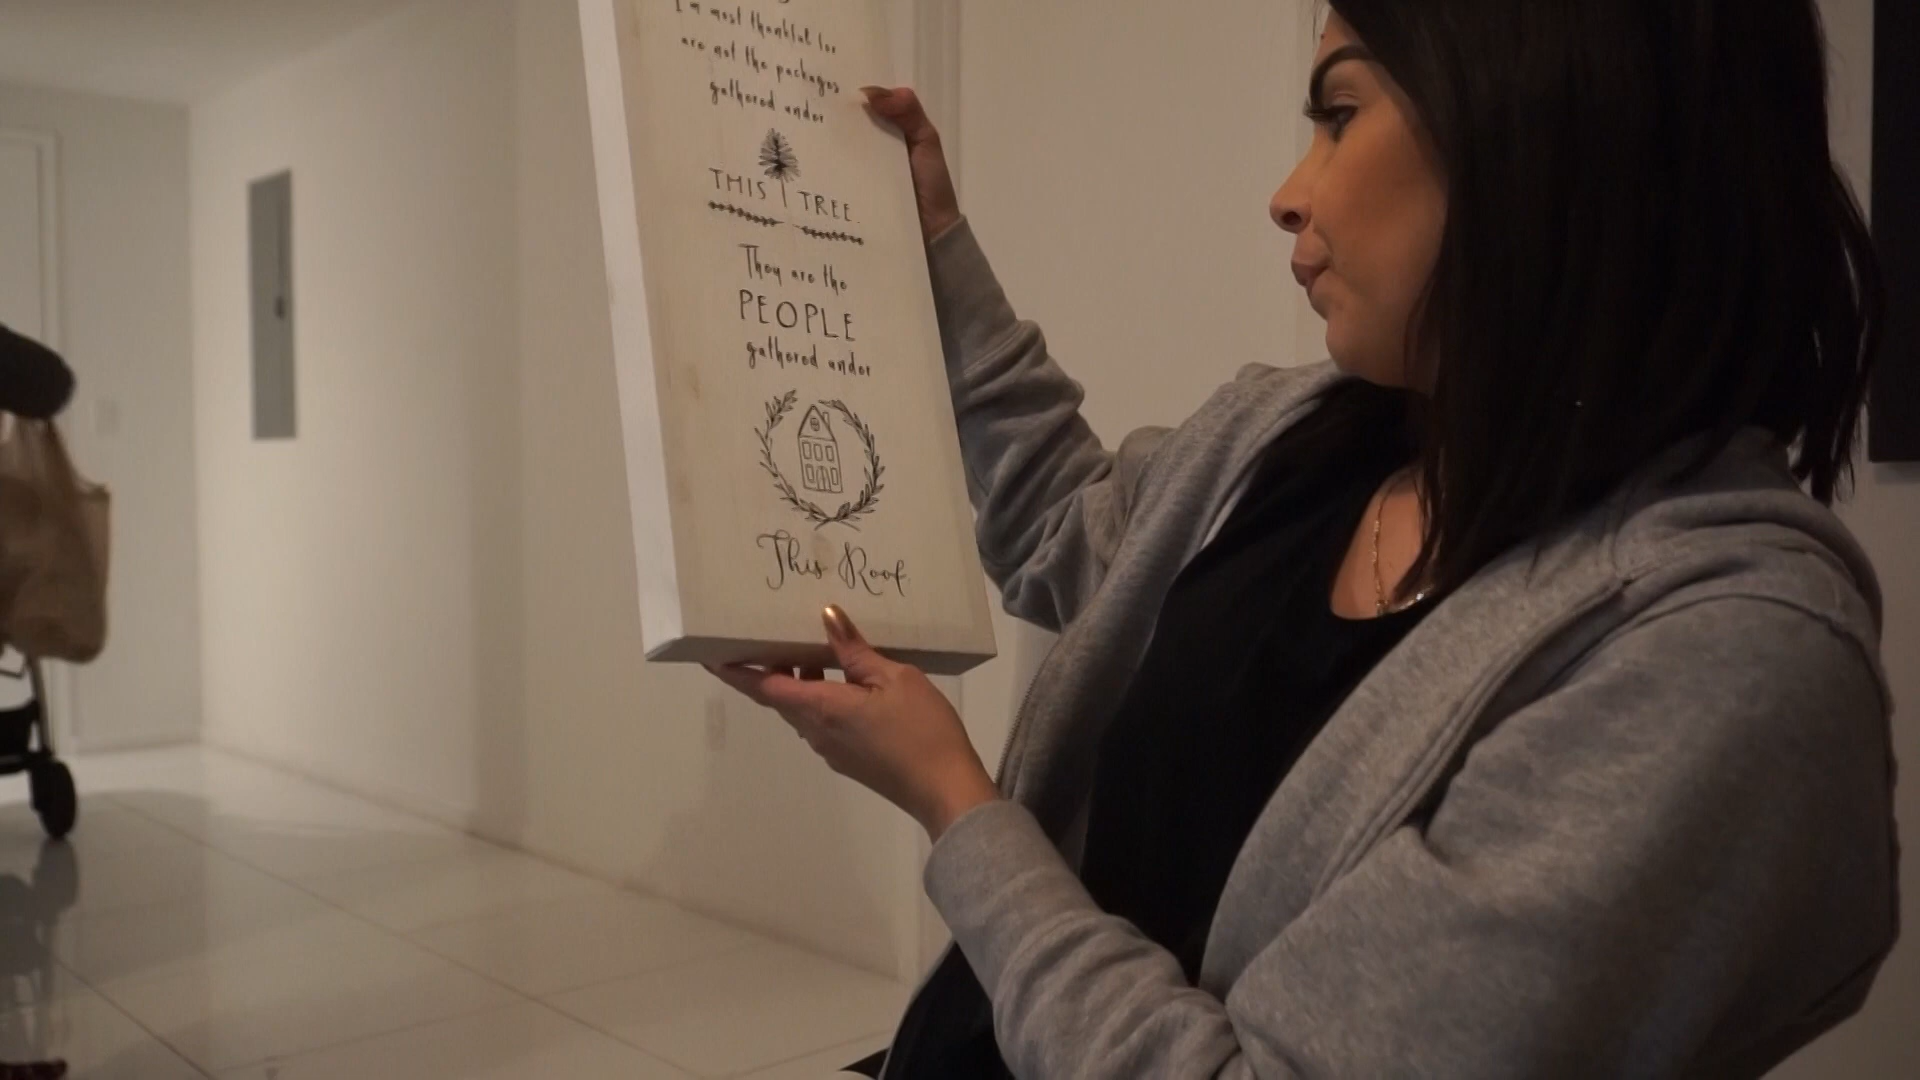 I'm most thankful for
are not the packages
gathered under
THIS TREE.
They are the
PEOPLE
gathered under
This Roof.